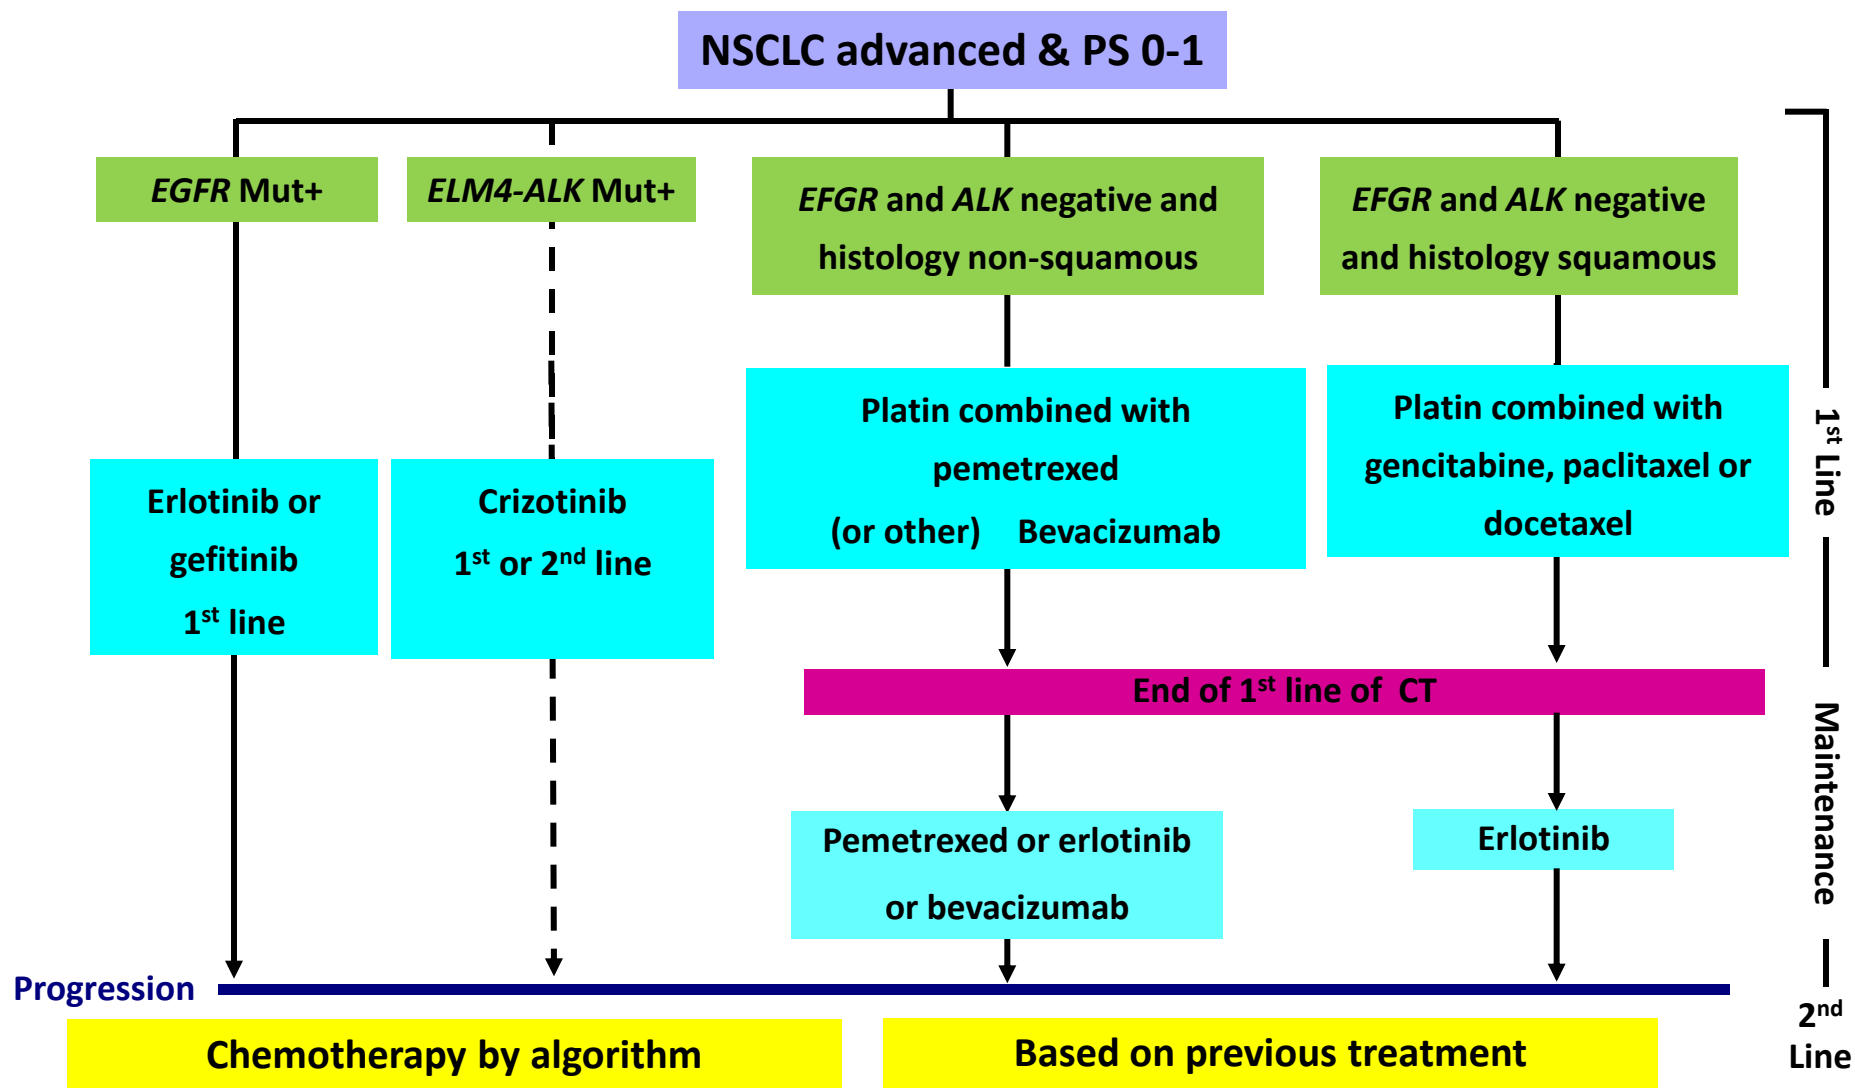 NSCLC advanced & PS 0-1
EGFR Mut+
ELM4-ALK Mut+
EFGR and ALK negative and
histology non-squamous
EFGR and ALK negative
and histology squamous
Erlotinib or
gefitinib
1st line
Crizotinib
1st or 2nd line
Platin combined with
pemetrexed
(or other) Bevacizumab
Platin combined with
gencitabine, paclitaxel or
docetaxel
1st Line
End of 1st line of CT
Maintenance
Pemetrexed or erlotinib
or bevacizumab
Erlotinib
Progression
2nd
Line
Chemotherapy by algorithm
Based on previous treatment